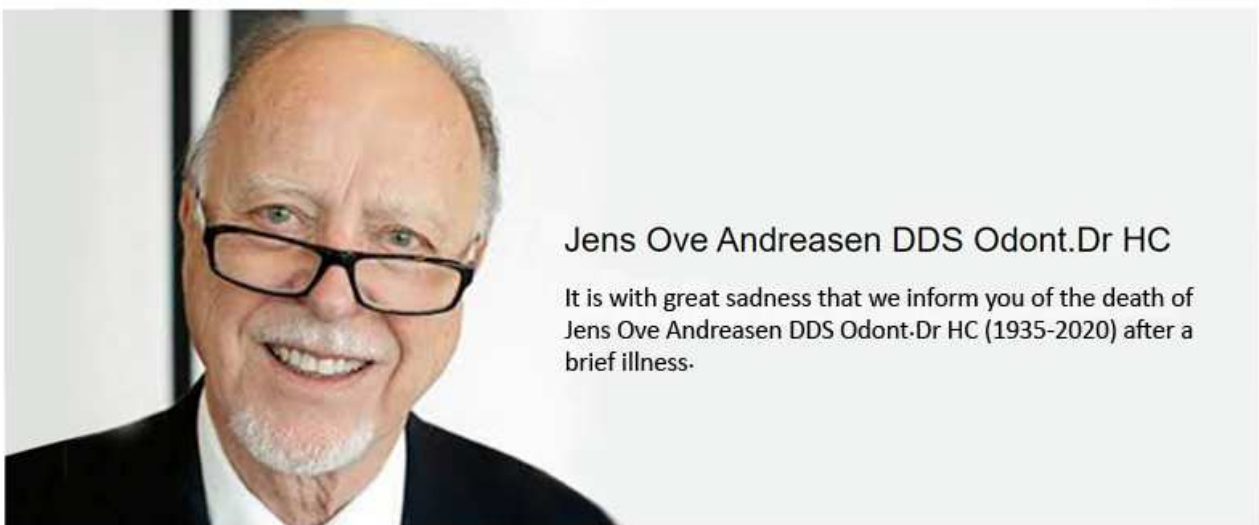 Jens Ove Andreasen DDS Odont.Dr HC
It is with great sadness that we inform you of the death of
Jens Ove Andreasen DDS Odont.Dr HC (1935-2020) after a
brief illness.